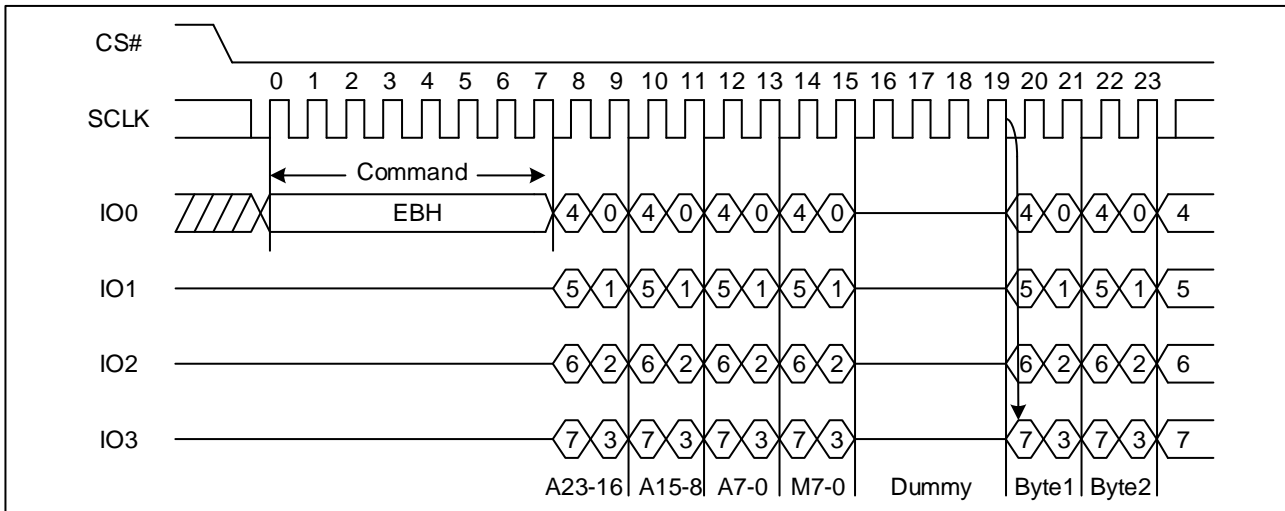 CS#
0 1 2 3 4 5 6 7 8 9 10 11 12 13 14 15 16 17 18 19 20 21 22 23
SCLK
Command
IO0 EBH 4 0 4 0 4 0 4 0 4 0 4 0 4
IO1 5 1 5 1 5 1 5 1 5 1 5 1 5
IO2 6 2 6 2 6 2 6 2 6 2 6 2 6
IO3 7 3 7 3 7 3 7 3 7 3 7 3 7
A23-16 A15-8 A7-0 M7-0 Dummy Byte1 Byte2